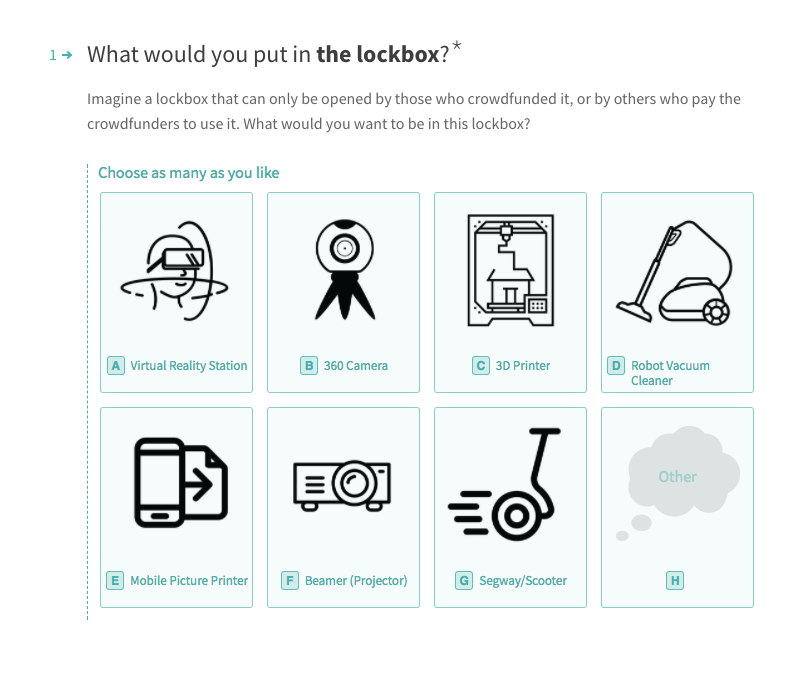 1 → What would you put in the lockbox?*
Imagine a lockbox that can only be opened by those who crowdfunded it, or by others who pay the
crowdfunders to use it. What would you want to be in this lockbox?
Choose as many as you like
A Virtual Reality Station
B 360 Camera
C 3D Printer
D Robot Vacuum
Cleaner
E Mobile Picture Printer
F Beamer (Projector)
G Segway/Scooter
Other
H